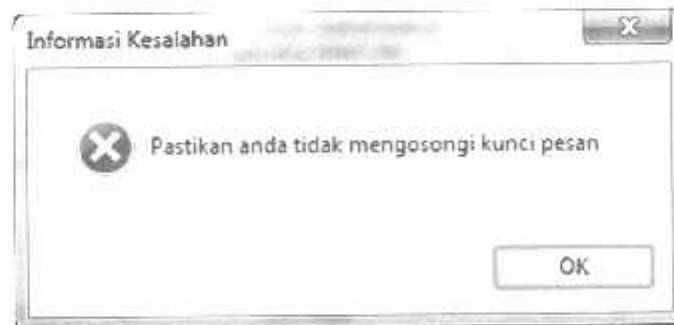 Informasi Kesalahan
Pastikan anda tidak mengosongi kunci pesan
OK